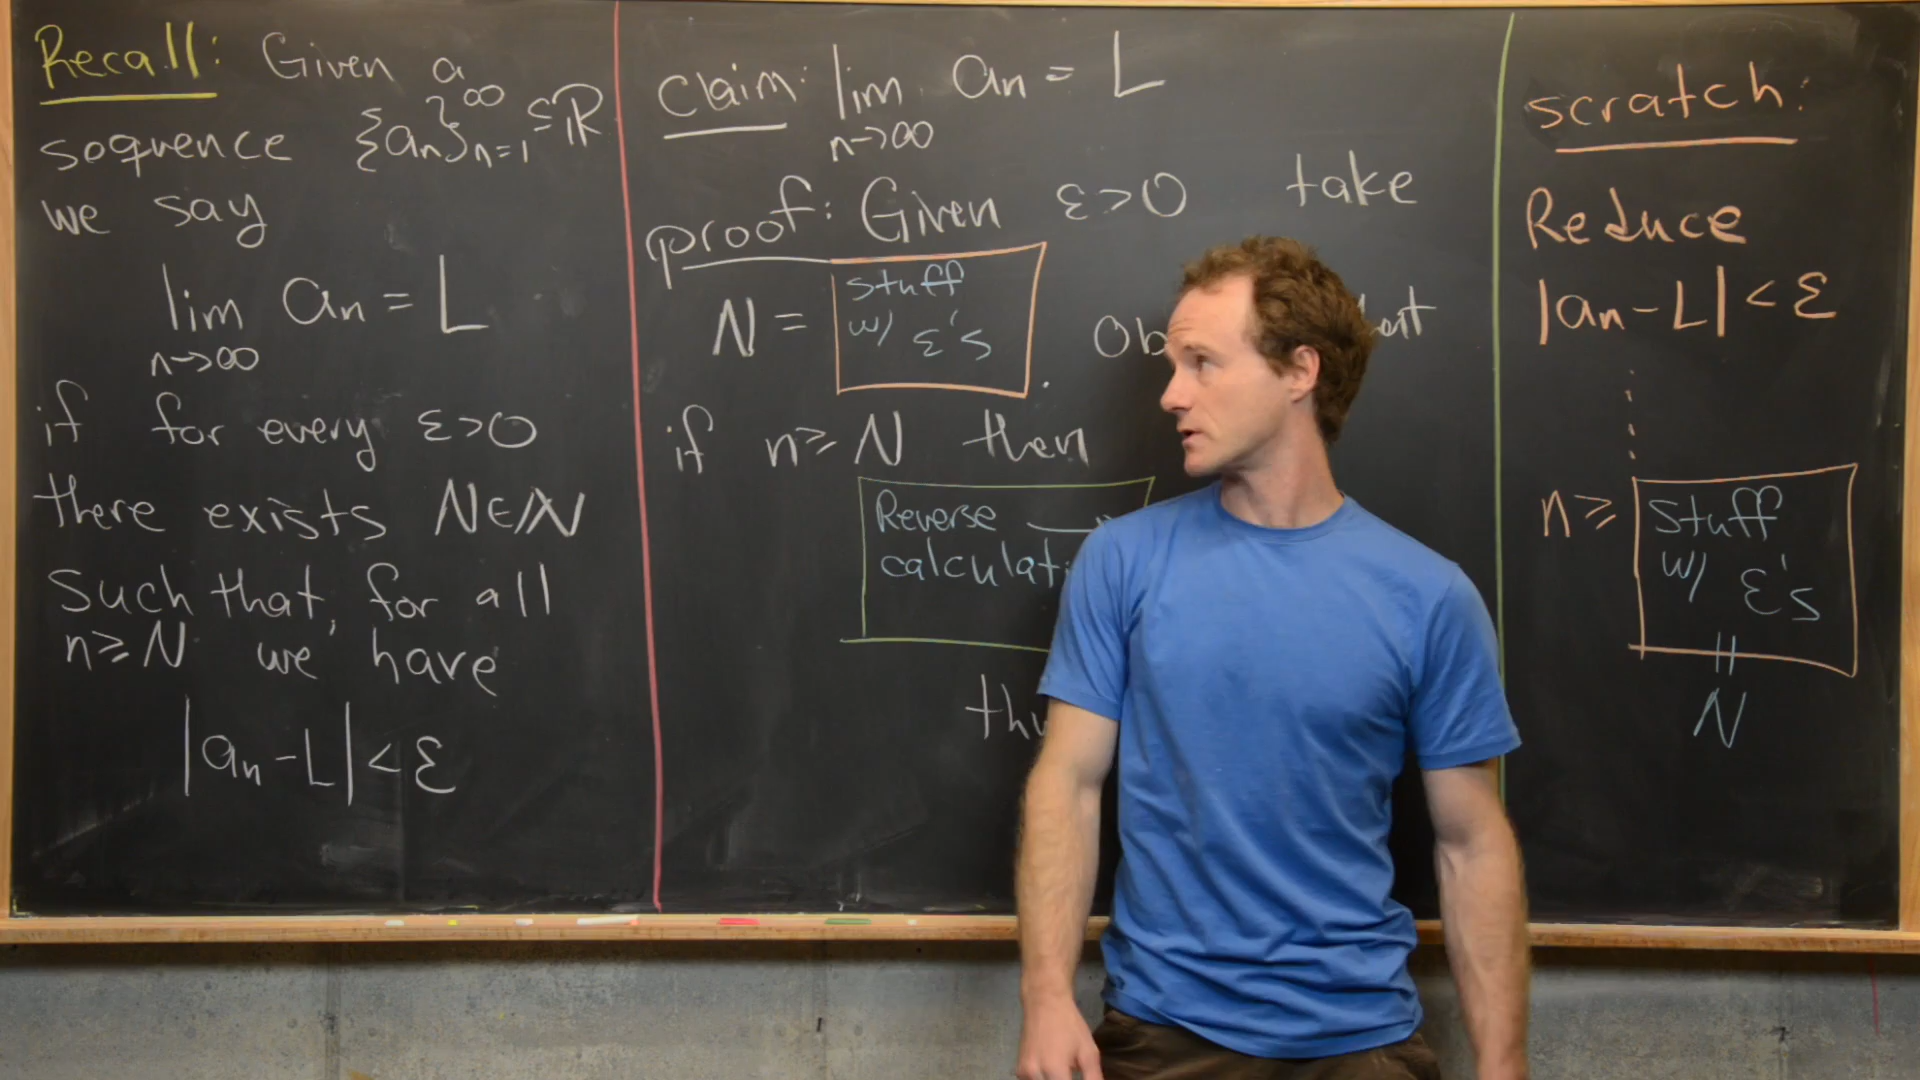 Recall: Given a
sequence {an}∞n=1 ⊆ ℝ
we say
lim an = L
n→∞
if for every ε>0
there exists N∈ℕ
such that, for all
n≥N we have
|an-L|<ε
Claim: lim an = L
n→∞
proof: Given ε>0 take
N = stuff
w/ ε's .
if n≥N then
Reverse →
scratch:
Reduce
|an-L|<ε
n≥ stuff
w/ ε's
=
N